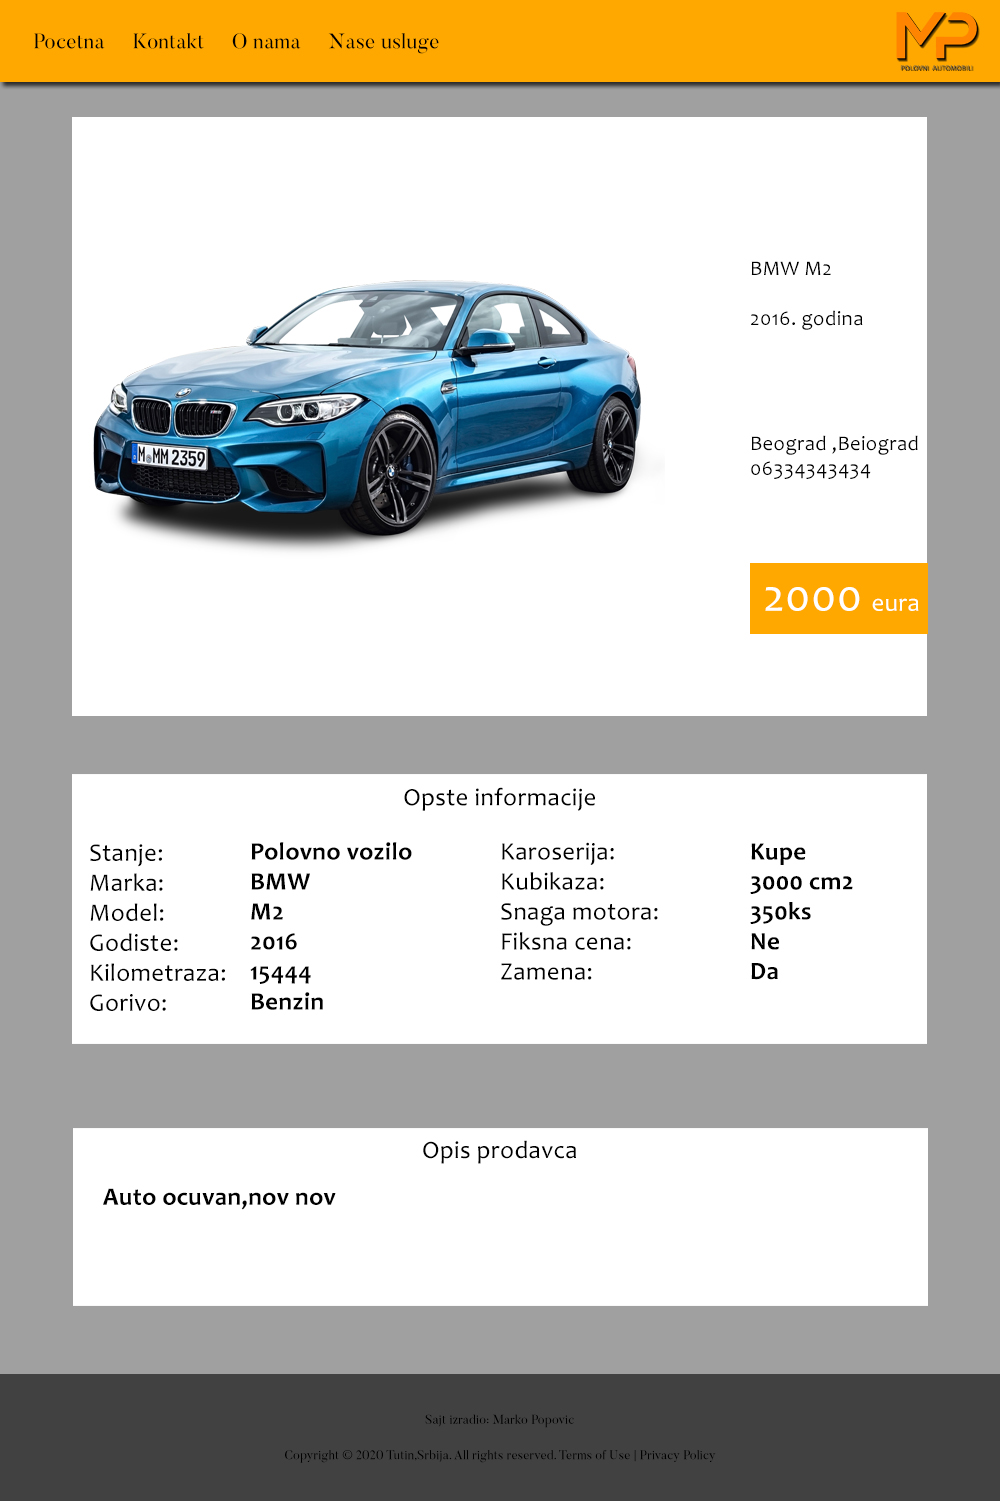 Pocetna Kontakt O nama Nase usluge
MP
POLOVNI AUTOMOBILI
BMW M2
2016. godina
M MM 2359
Beograd ,Beiograd
06334343434
2000 eura
Opste informacije
Stanje: Polovno vozilo
Marka: BMW
Model: M2
Godiste: 2016
Kilometraza: 15444
Gorivo: Benzin
Karoserija: Kupe
Kubikaza: 3000 cm2
Snaga motora: 350ks
Fiksna cena: Ne
Zamena: Da
Opis prodavca
Auto ocuvan,nov nov
Sajt izradio: Marko Popovic
Copyright © 2020 Tutin,Srbija. All rights reserved. Terms of Use | Privacy Policy